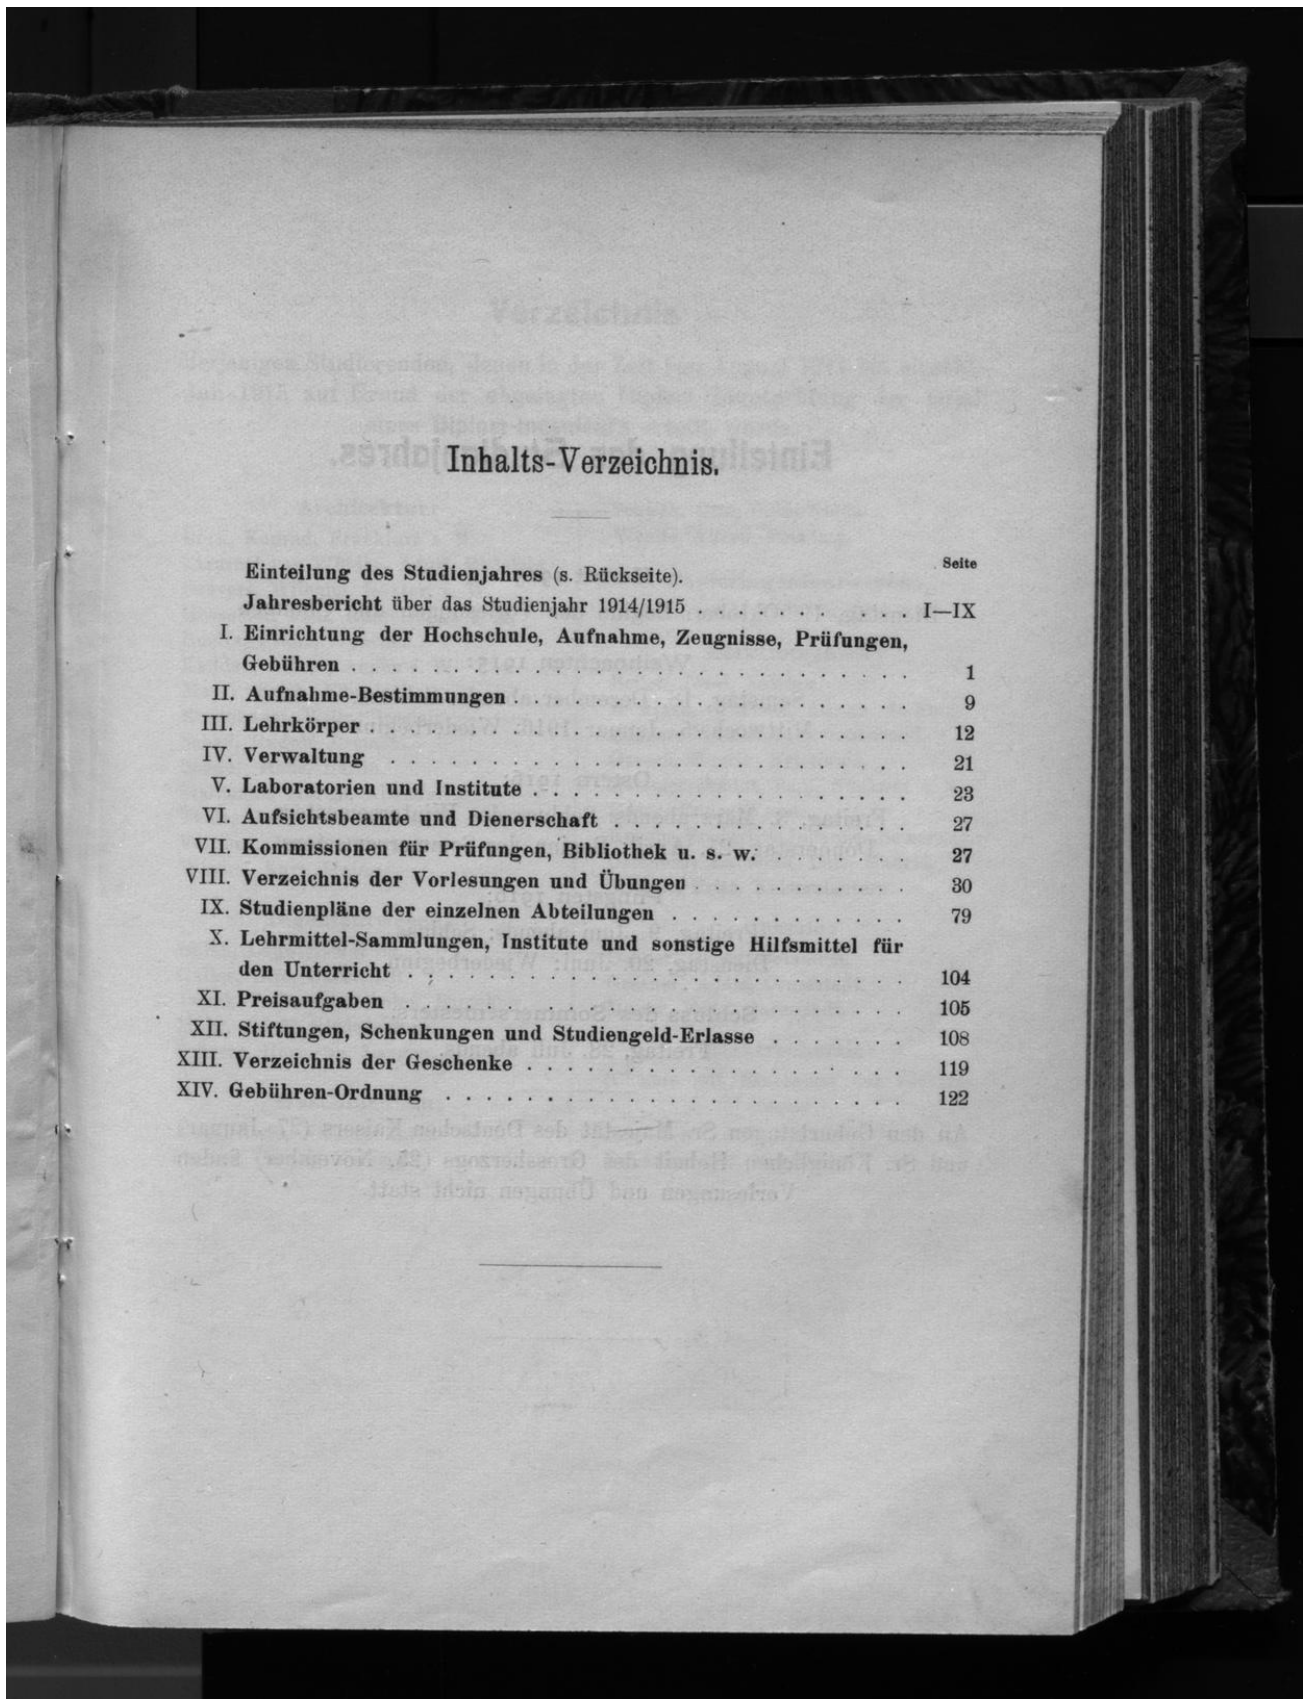 Inhalts-Verzeichnis.
Seite
Einteilung des Studienjahres (s. Rückseite).
Jahresbericht über das Studienjahr 1914/1915 . . . . . . . . . . . I—IX
I. Einrichtung der Hochschule, Aufnahme, Zeugnisse, Prüfungen,
Gebühren . . . . . . . . . . . . . . . . . . . . . . . . . . . . 1
II. Aufnahme-Bestimmungen . . . . . . . . . . . . . . . . . . . . 9
III. Lehrkörper . . . . . . . . . . . . . . . . . . . . . . . . . . . 12
IV. Verwaltung . . . . . . . . . . . . . . . . . . . . . . . . . . 21
V. Laboratorien und Institute . . . . . . . . . . . . . . . . . . . 23
VI. Aufsichtsbeamte und Dienerschaft . . . . . . . . . . . . . . . 27
VII. Kommissionen für Prüfungen, Bibliothek u. s. w. . . . . . . . 27
VIII. Verzeichnis der Vorlesungen und Übungen . . . . . . . . . . . 30
IX. Studienpläne der einzelnen Abteilungen . . . . . . . . . . . . 79
X. Lehrmittel-Sammlungen, Institute und sonstige Hilfsmittel für
den Unterricht . . . . . . . . . . . . . . . . . . . . . . . . . 104
XI. Preisaufgaben . . . . . . . . . . . . . . . . . . . . . . . . . 105
XII. Stiftungen, Schenkungen und Studiengeld-Erlasse . . . . . . . 108
XIII. Verzeichnis der Geschenke . . . . . . . . . . . . . . . . . . . 119
XIV. Gebühren-Ordnung . . . . . . . . . . . . . . . . . . . . . . . 122